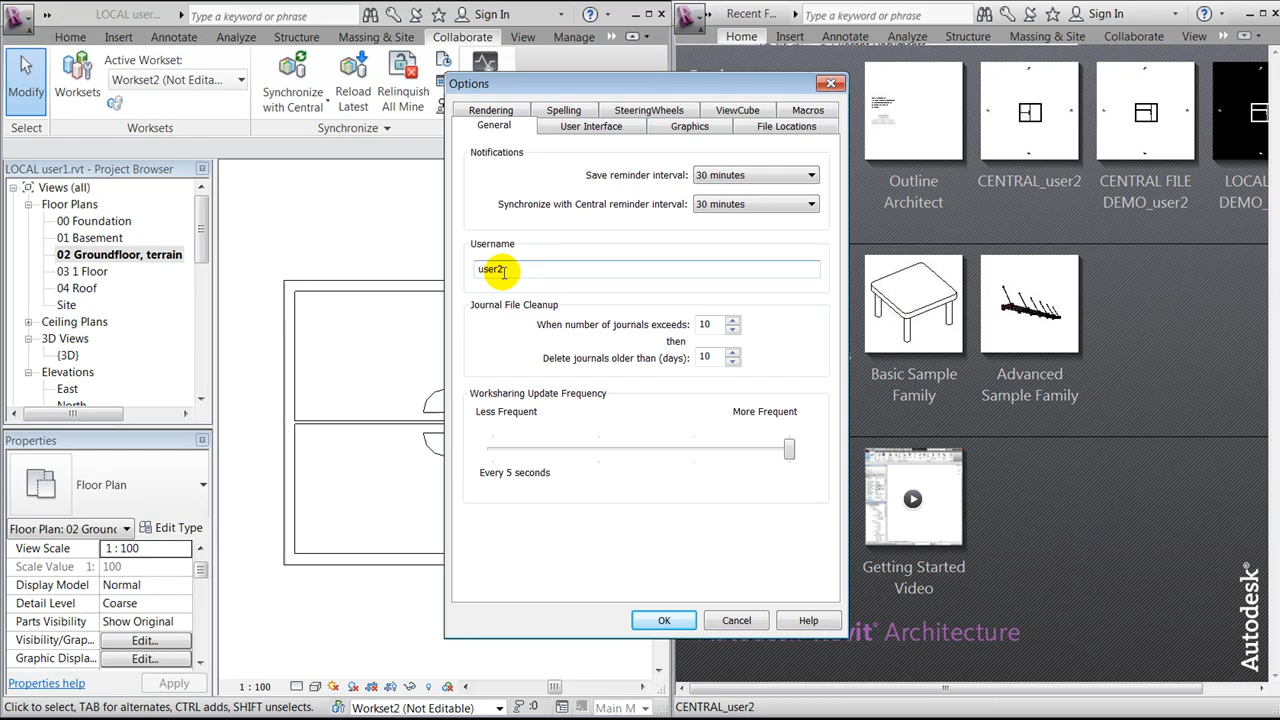 LOCAL user...
Type a keyword or phrase
Sign In
Home
Insert
Annotate
Analyze
Structure
Massing & Site
Collaborate
View
Manage
Modify
Worksets
Active Workset:
Workset2 (Not Edita...
Synchronize
with Central
Reload
Latest
Relinquish
All Mine
Select
Worksets
Synchronize
LOCAL user1.rvt - Project Browser
Views (all)
Floor Plans
00 Foundation
01 Basement
02 Groundfloor, terrain
03 1 Floor
04 Roof
Site
Ceiling Plans
3D Views
{3D}
Elevations
East
North
Properties
Floor Plan
Floor Plan: 02 Ground
Edit Type
View Scale
1 : 100
Scale Value 1:
100
Display Model
Normal
Detail Level
Coarse
Parts Visibility
Show Original
Visibility/Grap...
Edit...
Graphic Displa...
Edit...
Properties help
Apply
1 : 100
Click to select, TAB for alternates, CTRL adds, SHIFT unselects.
Workset2 (Not Editable)
:0
Main M
Options
Rendering
Spelling
SteeringWheels
ViewCube
Macros
General
User Interface
Graphics
File Locations
Notifications
Save reminder interval:
30 minutes
Synchronize with Central reminder interval:
30 minutes
Username
user2
Journal File Cleanup
When number of journals exceeds:
10
then
Delete journals older than (days):
10
Worksharing Update Frequency
Less Frequent
More Frequent
Every 5 seconds
OK
Cancel
Help
Recent F...
Type a keyword or phrase
Sign In
Home
Insert
Annotate
Analyze
Structure
Massing & Site
Collaborate
View
Outline
Architect
CENTRAL_user2
CENTRAL FILE
DEMO_user2
LOCAL
DEMO_
Basic Sample
Family
Advanced
Sample Family
Getting Started
Video
Revit® Architecture
Autodesk®
CENTRAL_user2